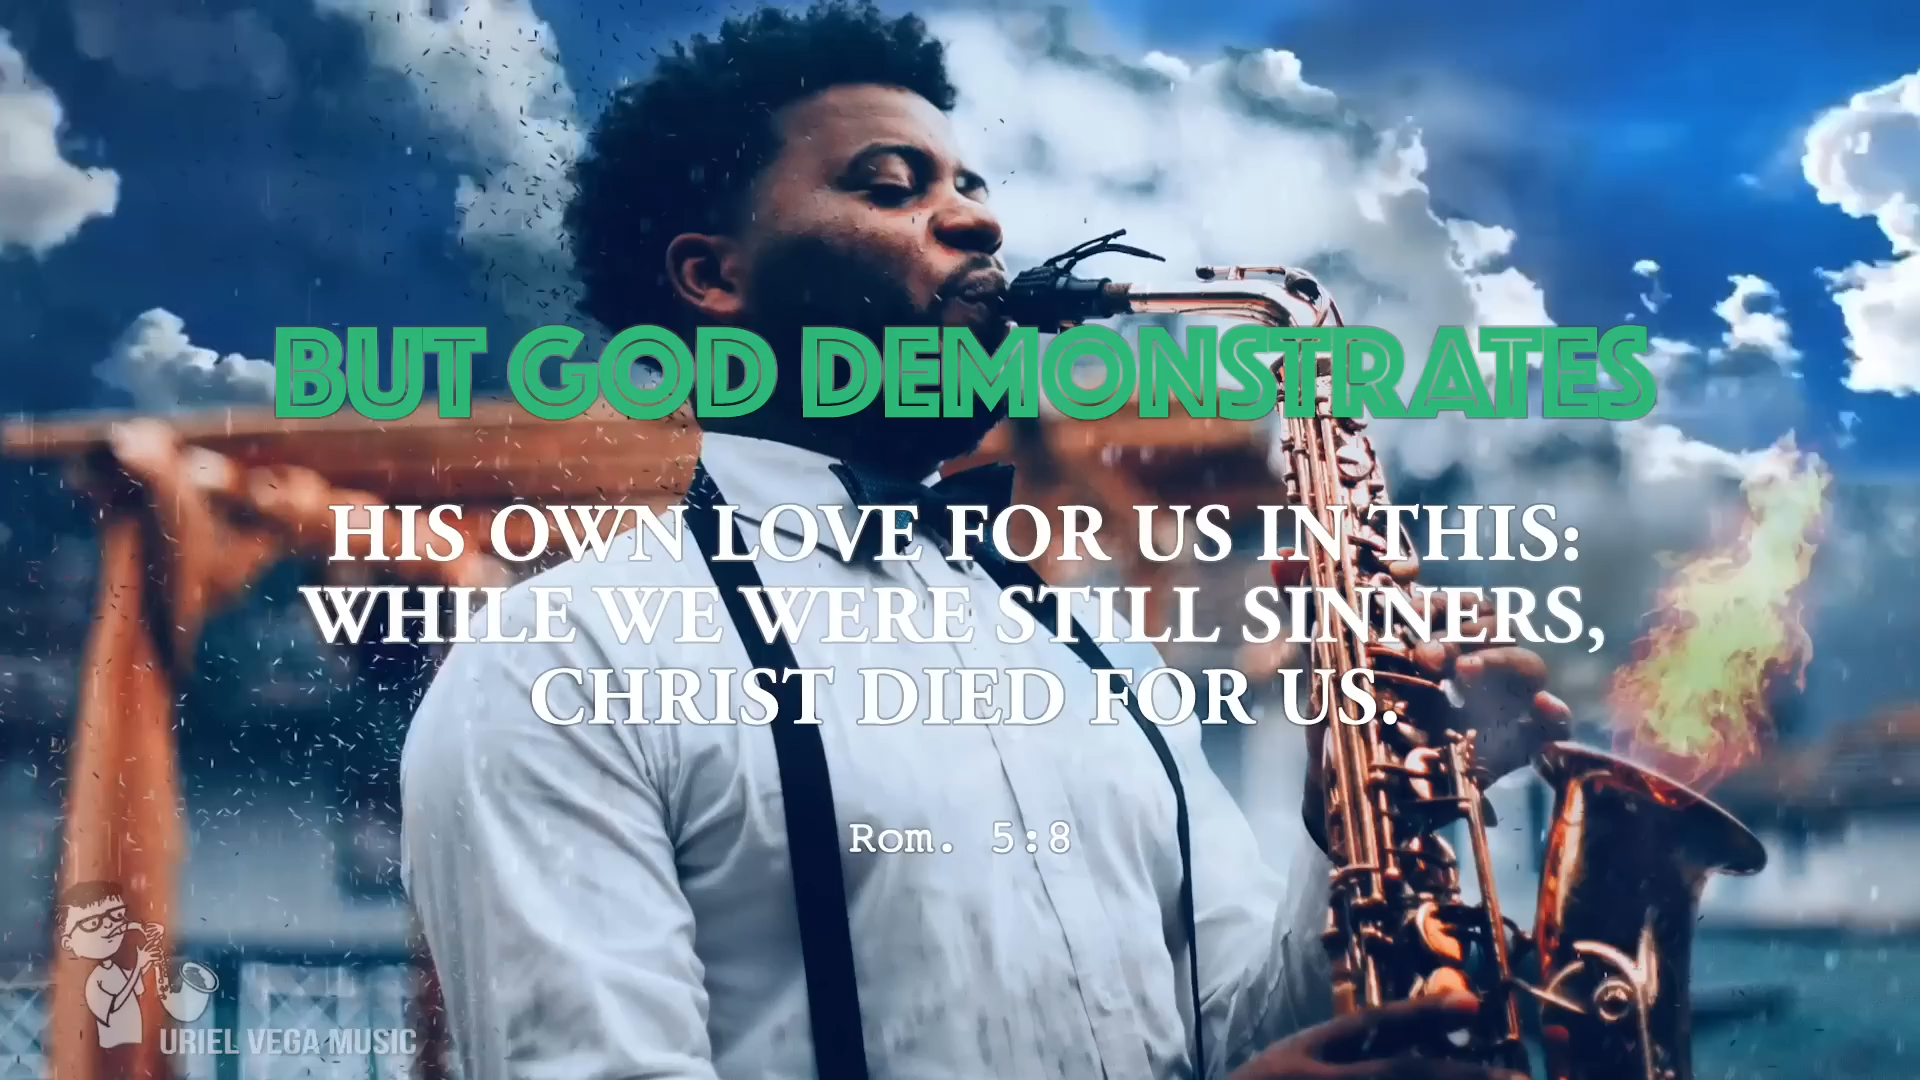 BUT GOD DEMONSTRATES
HIS OWN LOVE FOR US IN THIS:
WHILE WE WERE STILL SINNERS,
CHRIST DIED FOR US.
Rom. 5:8
URIEL VEGA MUSIC